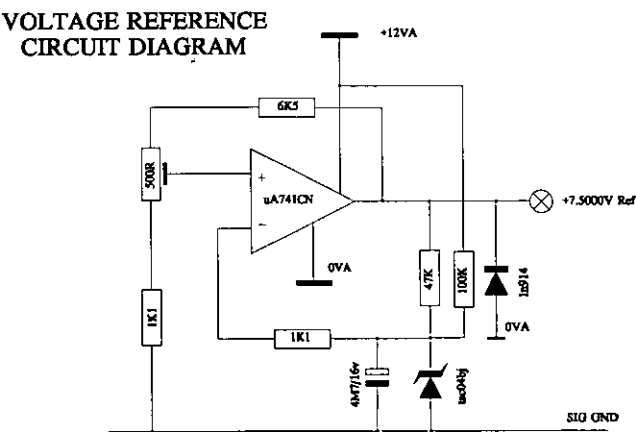 VOLTAGE REFERENCE
CIRCUIT DIAGRAM
+12VA
6K5
500R
+
uA741CN
-
+7.5000V Ref
0VA
47K
100K
1n914
0VA
1K1
1K1
4M7/16v
tsc04bj
SIG GND